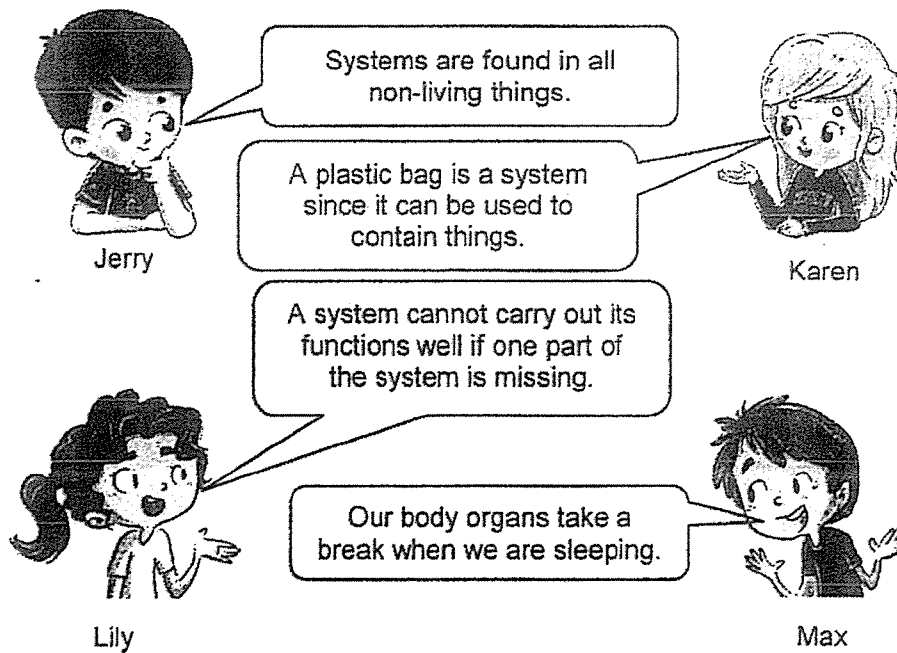 Systems are found in all
non-living things.
Jerry
A plastic bag is a system
since it can be used to
contain things.
Karen
A system cannot carry out its
functions well if one part of
the system is missing.
Lily
Our body organs take a
break when we are sleeping.
Max